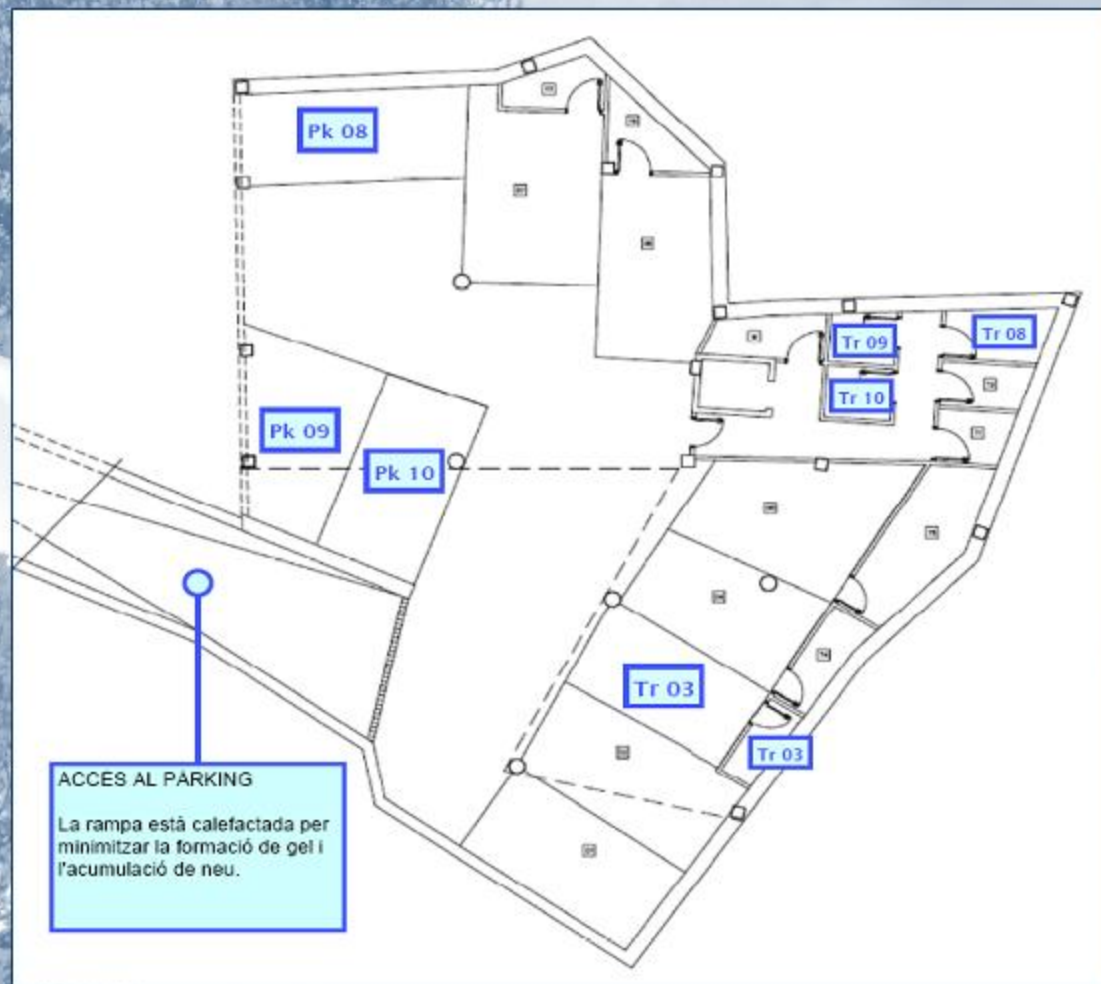 Pk 08
Tr 09
Tr 08
Tr 10
Pk 09
Pk 10
Tr 03
Tr 03
ACCES AL PÀRKING
La rampa està calefactada per
minimitzar la formació de gel i
l'acumulació de neu.